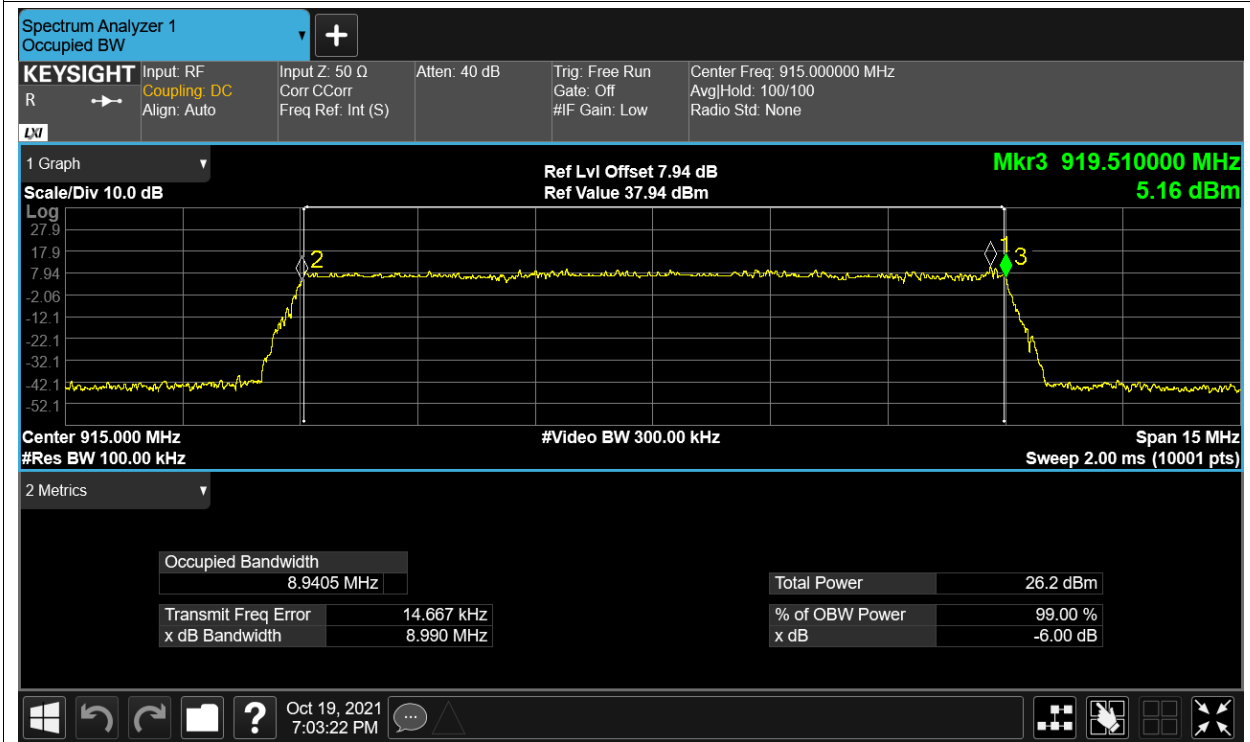 Spectrum Analyzer 1
Occupied BW
KEYSIGHT
R
LXI
Input: RF
Coupling: DC
Align: Auto
Input Z: 50 Ω
Corr CCorr
Freq Ref: Int (S)
Atten: 40 dB
Trig: Free Run
Gate: Off
#IF Gain: Low
Center Freq: 915.000000 MHz
Avg|Hold: 100/100
Radio Std: None
1 Graph
Scale/Div 10.0 dB
Ref Lvl Offset 7.94 dB
Ref Value 37.94 dBm
Mkr3 919.510000 MHz
5.16 dBm
Log
27.9
17.9
7.94
-2.06
-12.1
-22.1
-32.1
-42.1
-52.1
2
1
3
Center 915.000 MHz
#Video BW 300.00 kHz
Span 15 MHz
#Res BW 100.00 kHz
Sweep 2.00 ms (10001 pts)
2 Metrics
Occupied Bandwidth
8.9405 MHz
Transmit Freq Error 14.667 kHz
x dB Bandwidth 8.990 MHz
Total Power 26.2 dBm
% of OBW Power 99.00 %
x dB -6.00 dB
?
Oct 19, 2021
7:03:22 PM